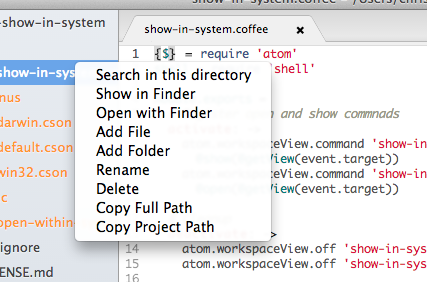 show-in-system.coffee - /Users/chris
show-in-system
show-in-system.coffee
show-in-sys
nus
darwin.cson
default.cson
win32.cson
open-within
ignore
ENSE.md
Search in this directory
Show in Finder
Open with Finder
Add File
Add Folder
Rename
Delete
Copy Full Path
Copy Project Path
1 {$} = require 'atom'
shell'
and show commnads
.workspaceView.command 'show-in
View(event.target))
.workspaceView.command 'show-in
View(event.target))
>
14 atom.workspaceView.off 'show-in-sys
15 atom.workspaceView.off 'show-in-sys
16